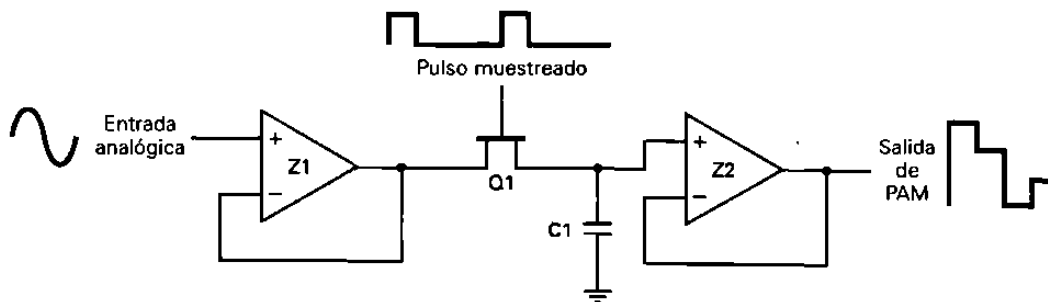 Pulso muestreado
Entrada
analógica
+
−
Z1
Q1
C1
+
−
Z2
Salida
de
PAM